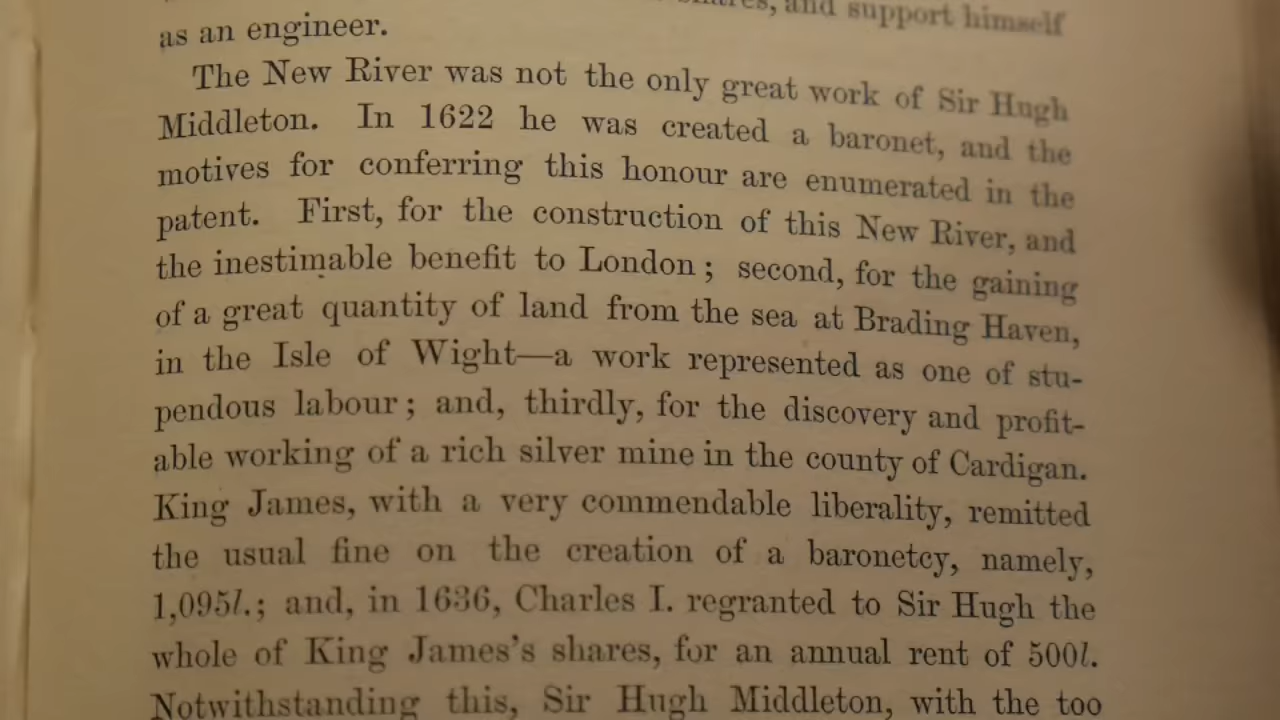 and support himself
as an engineer.
The New River was not the only great work of Sir Hugh
Middleton. In 1622 he was created a baronet, and the
motives for conferring this honour are enumerated in the
patent. First, for the construction of this New River, and
the inestimable benefit to London; second, for the gaining
of a great quantity of land from the sea at Brading Haven,
in the Isle of Wight—a work represented as one of stu-
pendous labour; and, thirdly, for the discovery and profit-
able working of a rich silver mine in the county of Cardigan.
King James, with a very commendable liberality, remitted
the usual fine on the creation of a baronetcy, namely,
1,095l.; and, in 1636, Charles I. regranted to Sir Hugh the
whole of King James's shares, for an annual rent of 500l.
Notwithstanding this, Sir Hugh Middleton, with the too